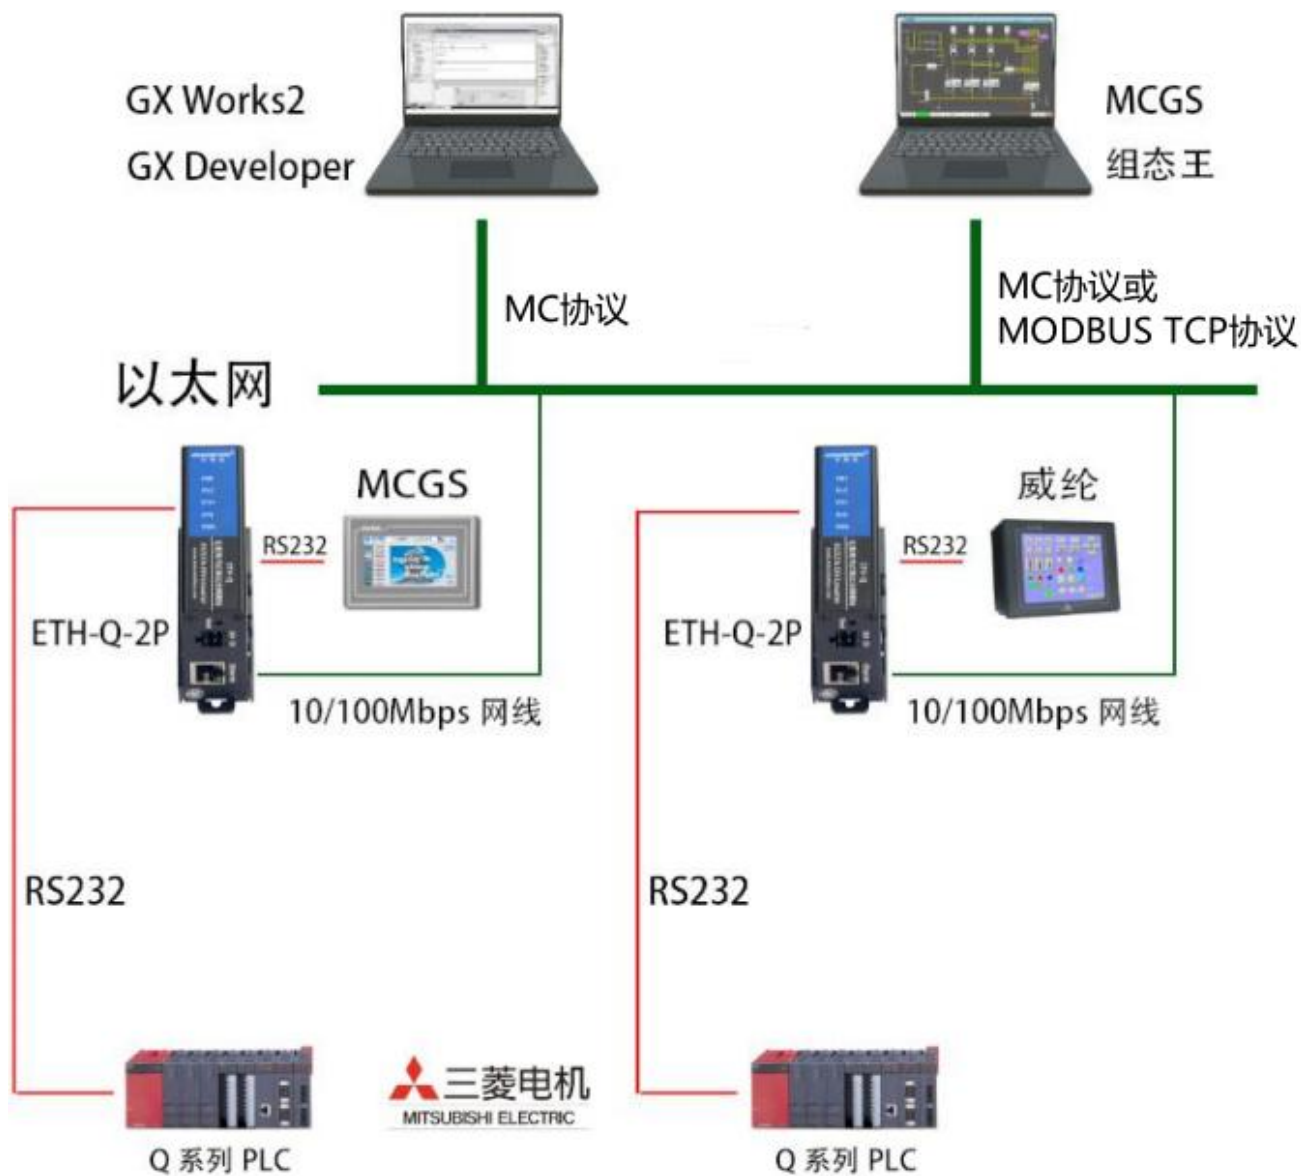 GX Works2
GX Developer
MCGS
组态王
MC协议
MC协议或
MODBUS TCP协议
以太网
MCGS
RS232
ETH-Q-2P
10/100Mbps 网线
威纶
RS232
ETH-Q-2P
10/100Mbps 网线
RS232
RS232
三菱电机
MITSUBISHI ELECTRIC
Q 系列 PLC
Q 系列 PLC